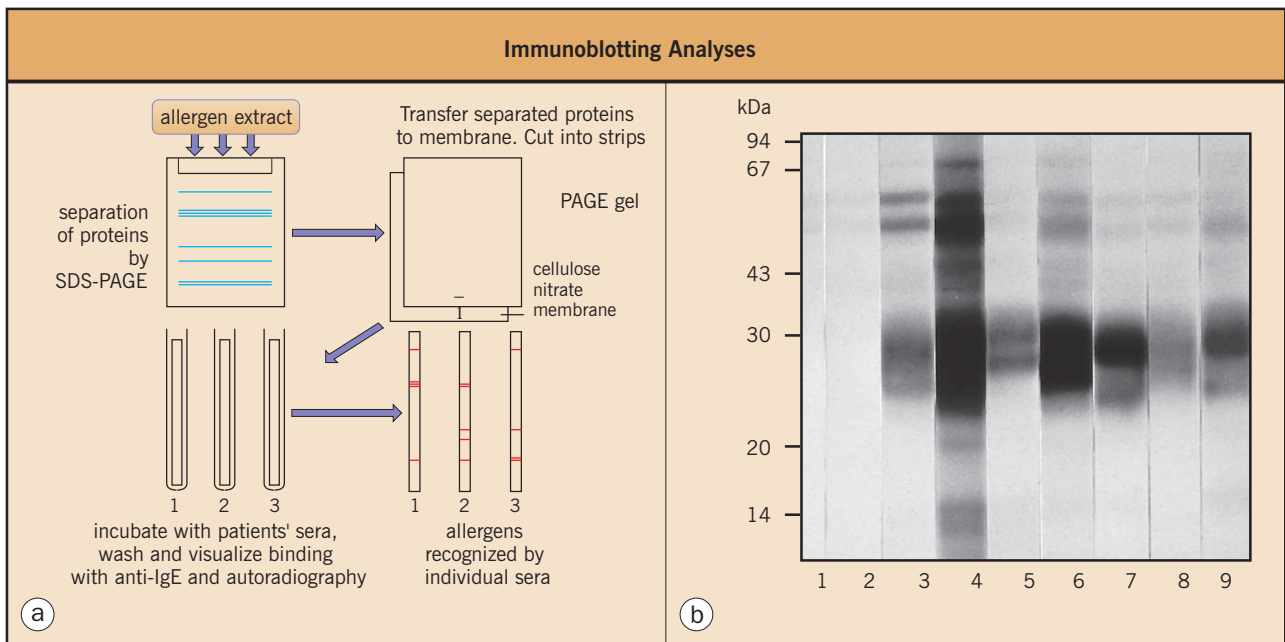 Immunoblotting Analyses
allergen extract
separation
of proteins
by
SDS-PAGE
Transfer separated proteins
to membrane. Cut into strips
PAGE gel
cellulose
nitrate
membrane
1
1 2 3
incubate with patients' sera,
wash and visualize binding
with anti-IgE and autoradiography
1 2 3
allergens
recognized by
individual sera
a
kDa
94
67
43
30
20
14
1 2 3 4 5 6 7 8 9
b